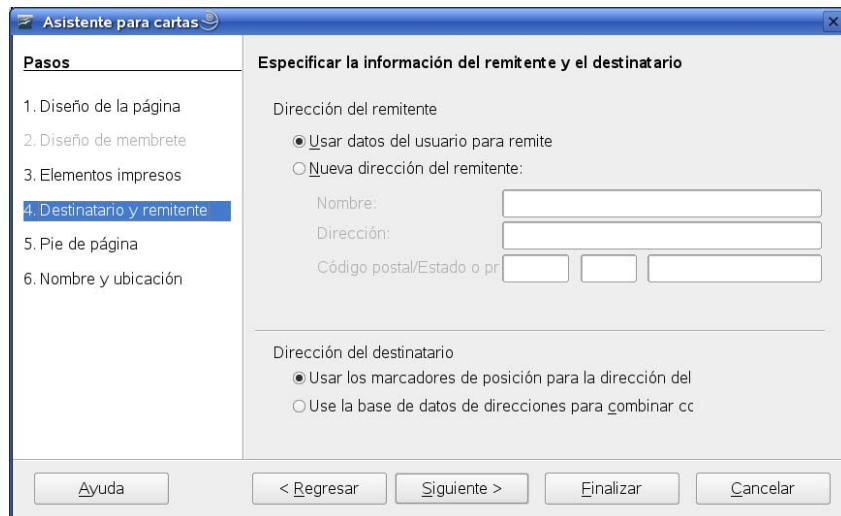 Asistente para cartas
Pasos
1. Diseño de la página
2. Diseño de membrete
3. Elementos impresos
4. Destinatario y remitente
5. Pie de página
6. Nombre y ubicación
Especificar la información del remitente y el destinatario
Dirección del remitente
Usar datos del usuario para remite
Nueva dirección del remitente:
Nombre:
Dirección:
Código postal/Estado o pr
Dirección del destinatario
Usar los marcadores de posición para la dirección del
Use la base de datos de direcciones para combinar co
Ayuda
< Regresar
Siguiente >
Finalizar
Cancelar